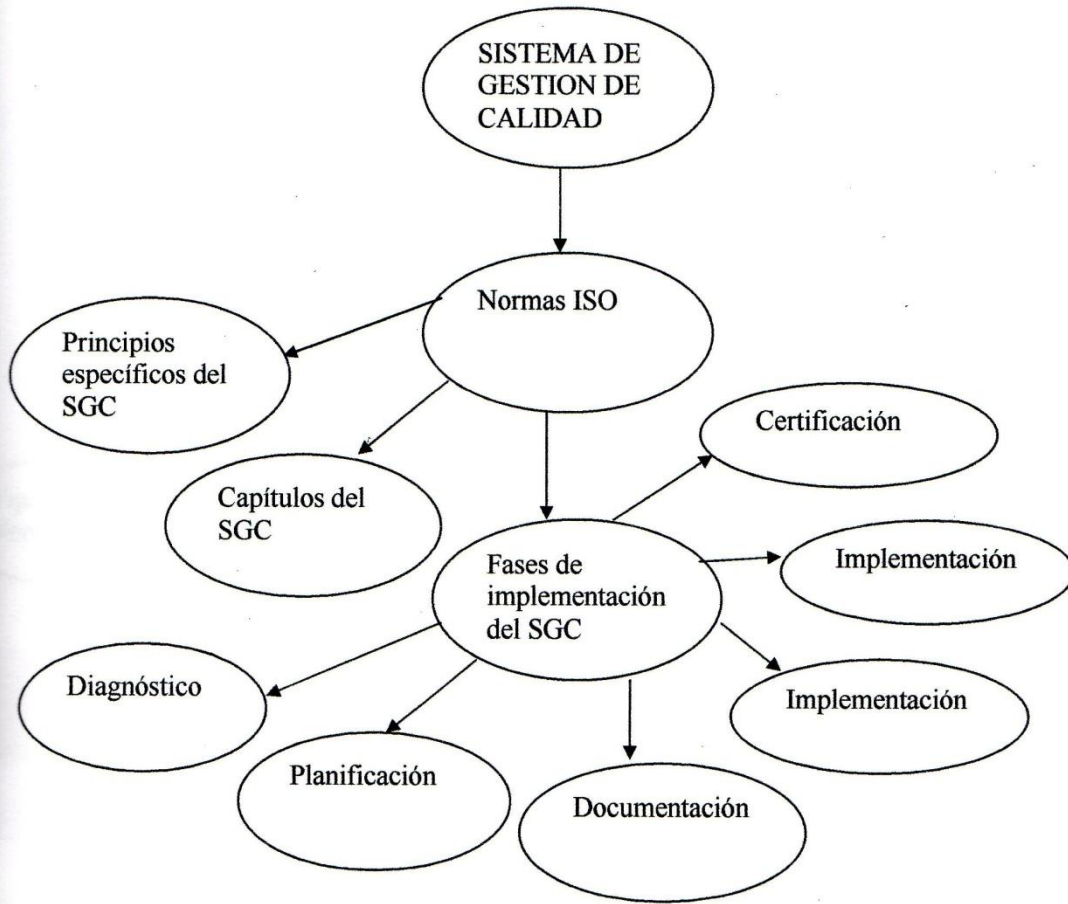 SISTEMA DE
GESTION DE
CALIDAD
Normas ISO
Principios
específicos del
SGC
Capítulos del
SGC
Certificación
Fases de
implementación
del SGC
Implementación
Implementación
Diagnóstico
Planificación
Documentación